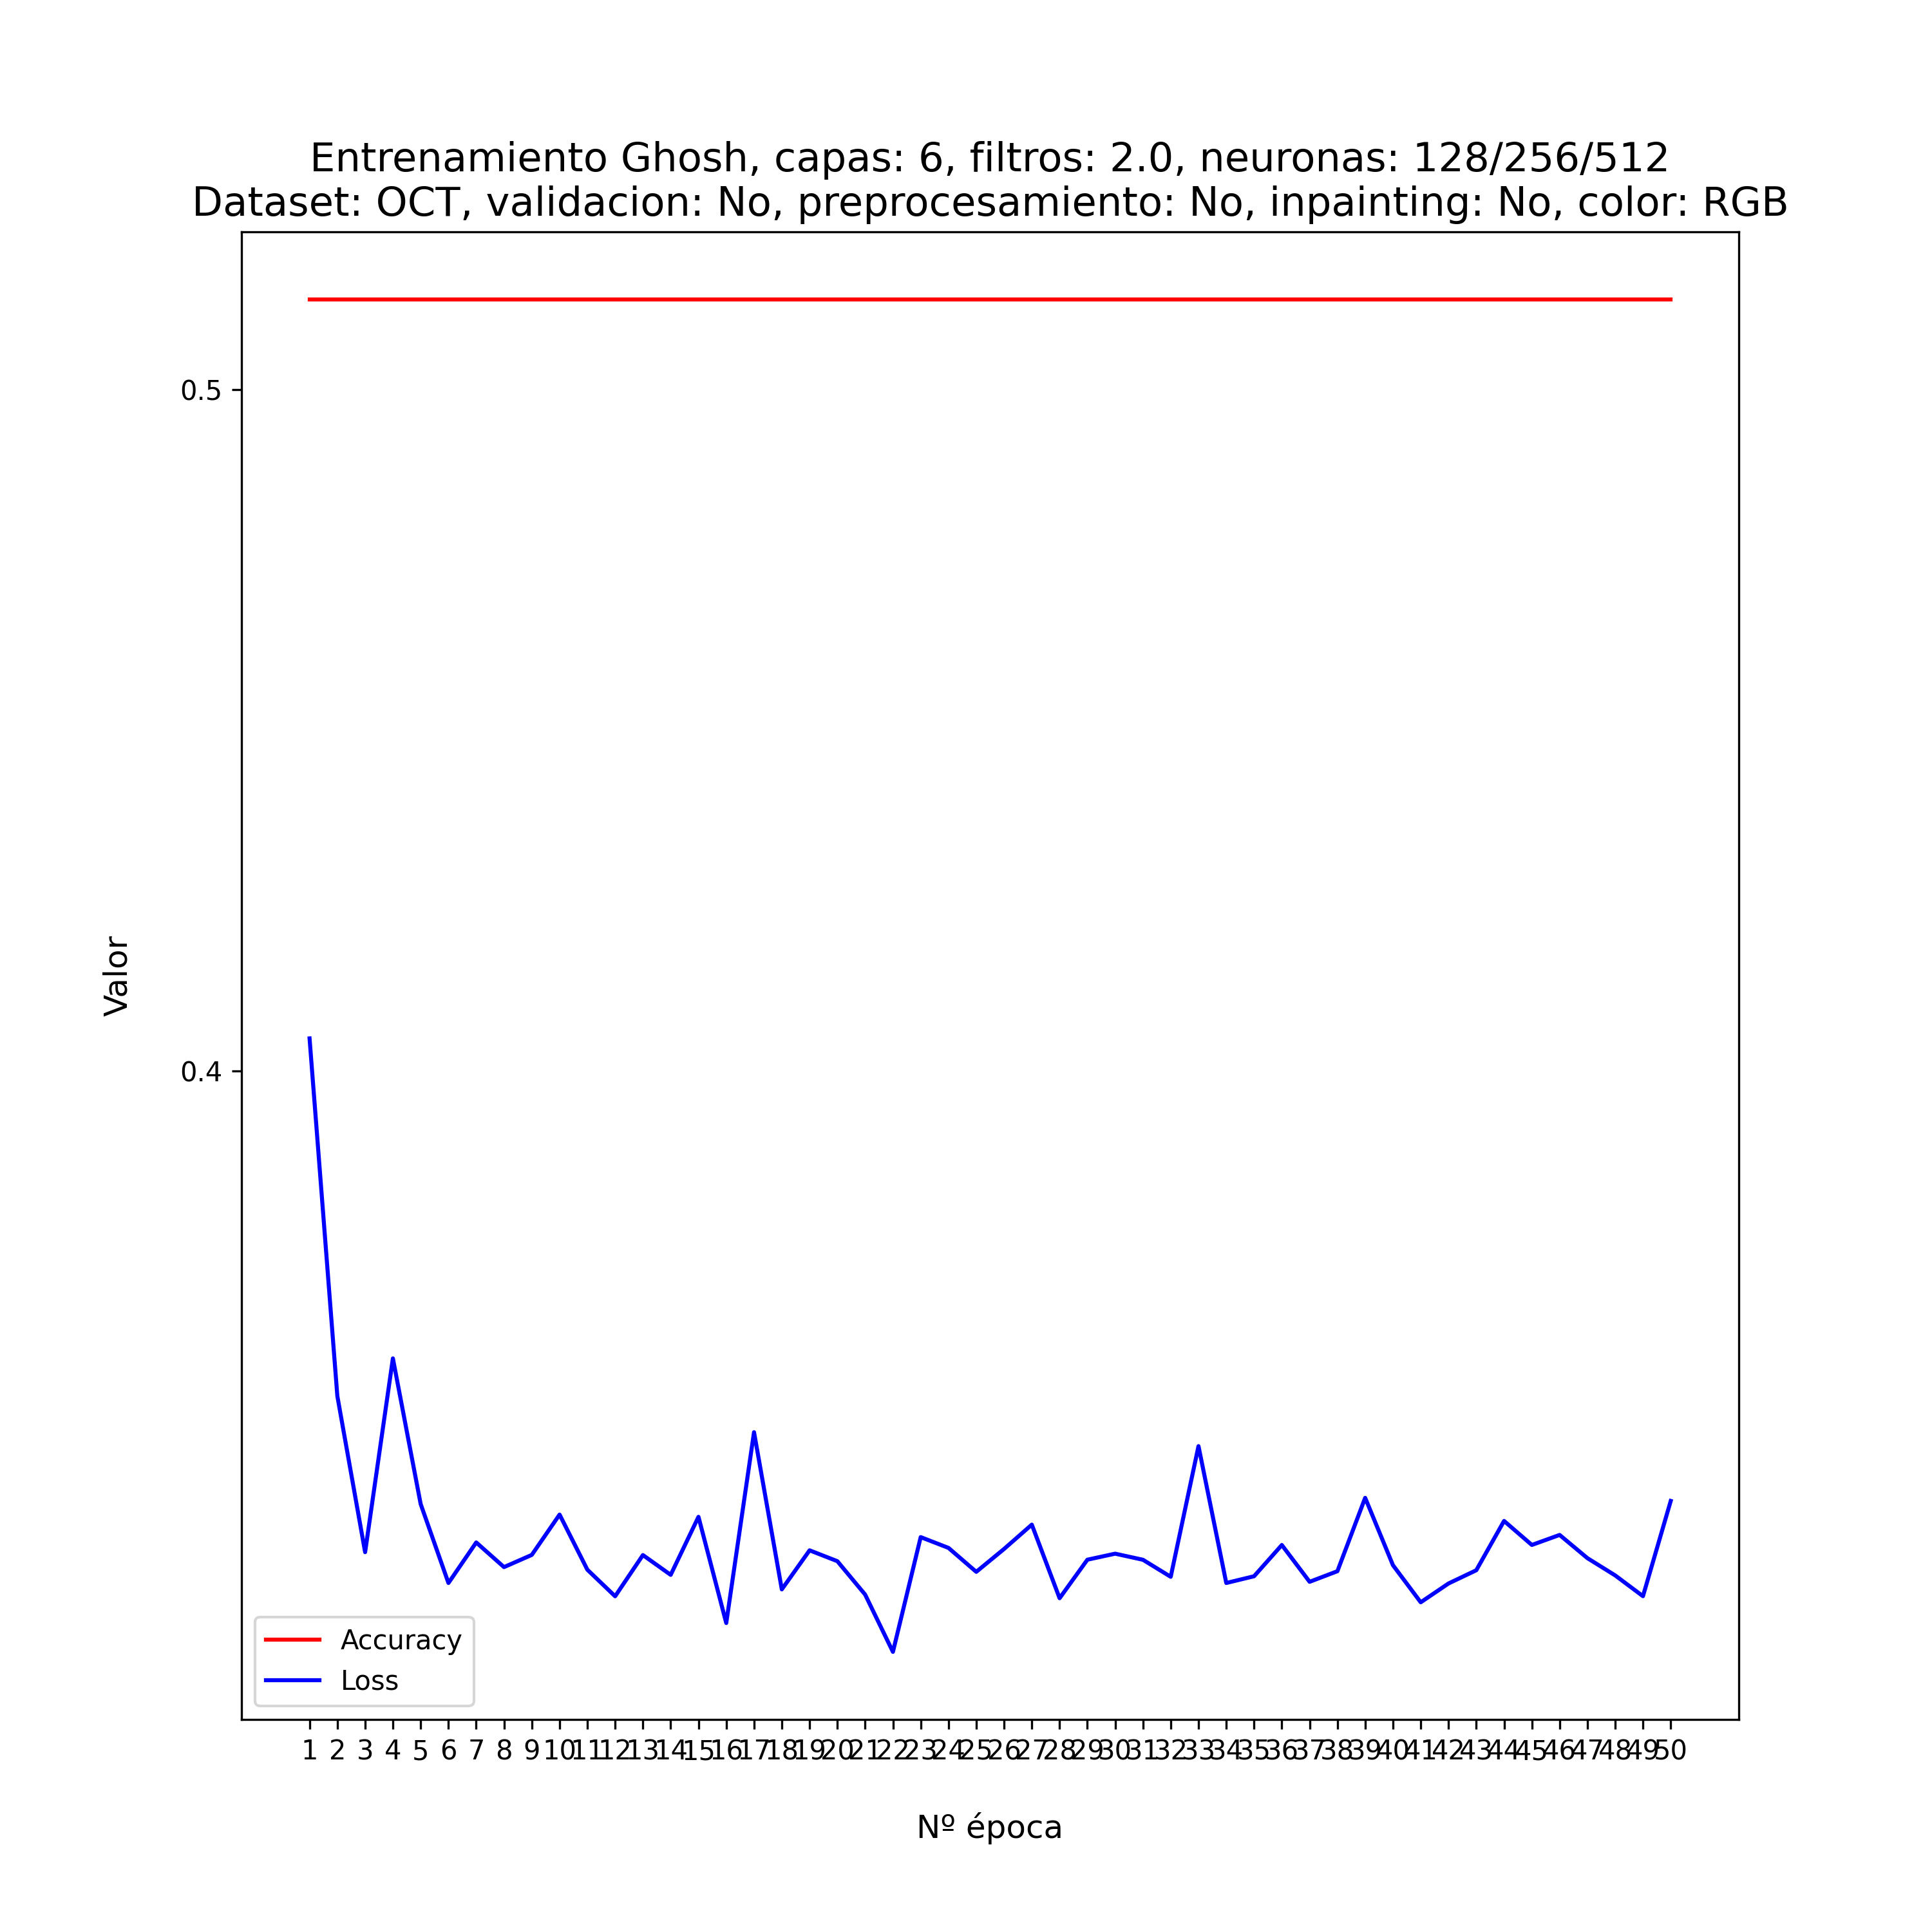 Entrenamiento Ghosh, capas: 6, filtros: 2.0, neuronas: 128/256/512
Dataset: OCT, validacion: No, preprocesamiento: No, inpainting: No, color: RGB
0.5
Valor
0.4
Accuracy
Loss
1 2 3 4 5 6 7 8 9 10 11 12 13 14 15 16 17 18 19 20 21 22 23 24 25 26 27 28 29 30 31 32 33 34 35 36 37 38 39 40 41 42 43 44 45 46 47 48 49 50
Nº época